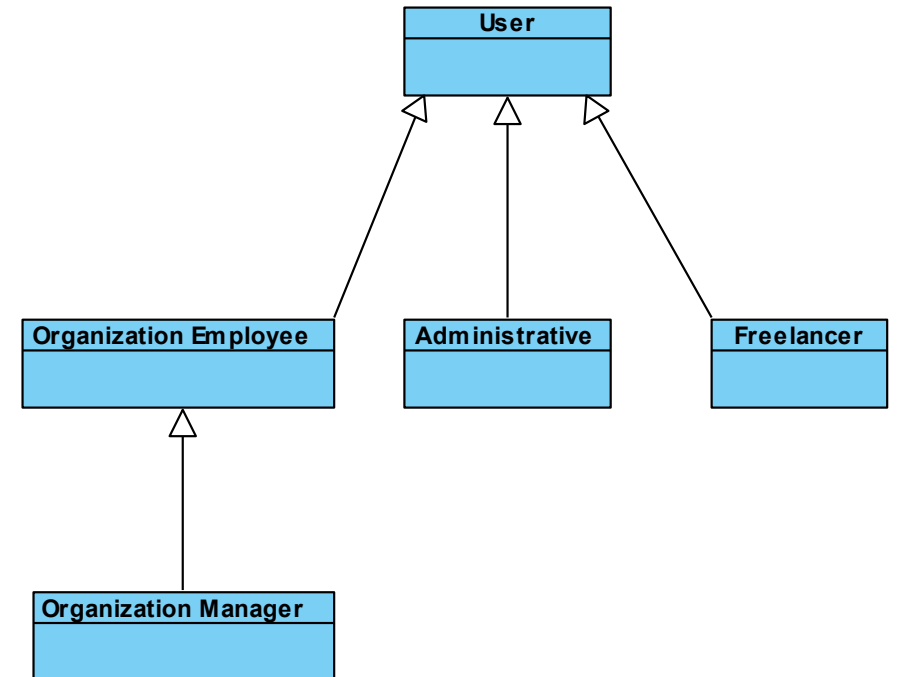 User
Organization Employee
Administrative
Freelancer
Organization Manager